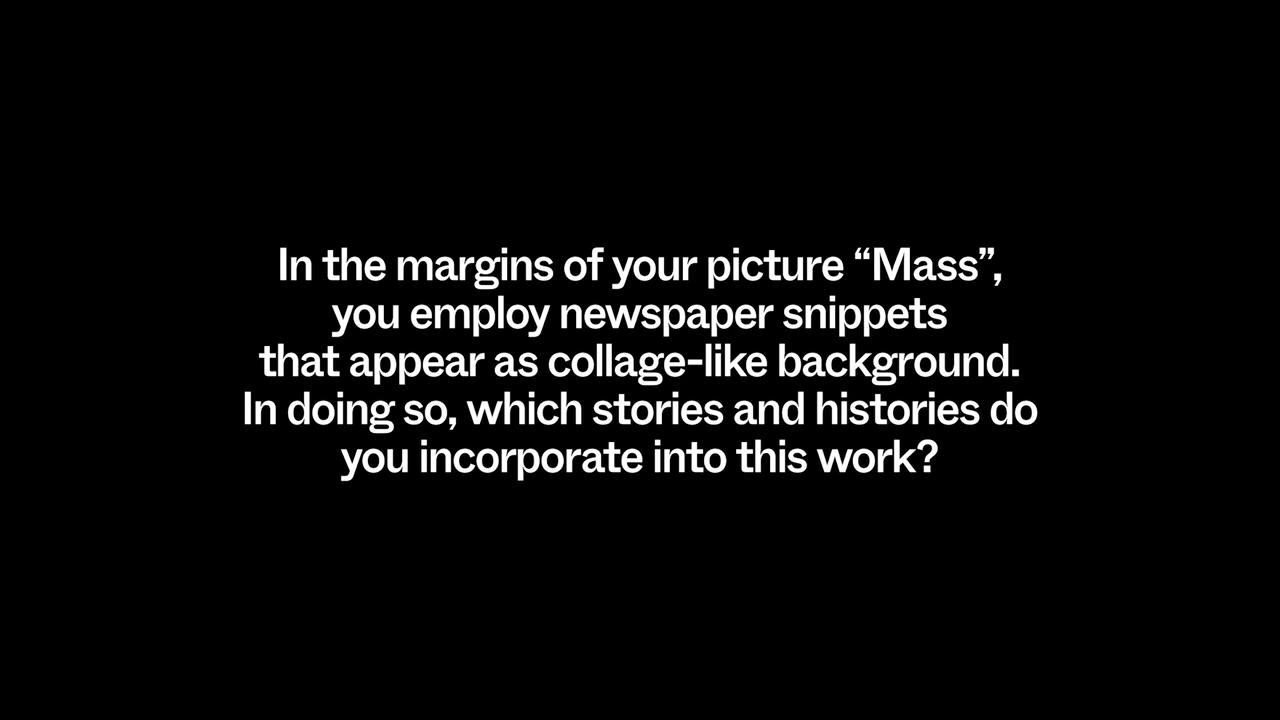 In the margins of your picture “Mass”,
you employ newspaper snippets
that appear as collage-like background.
In doing so, which stories and histories do
you incorporate into this work?